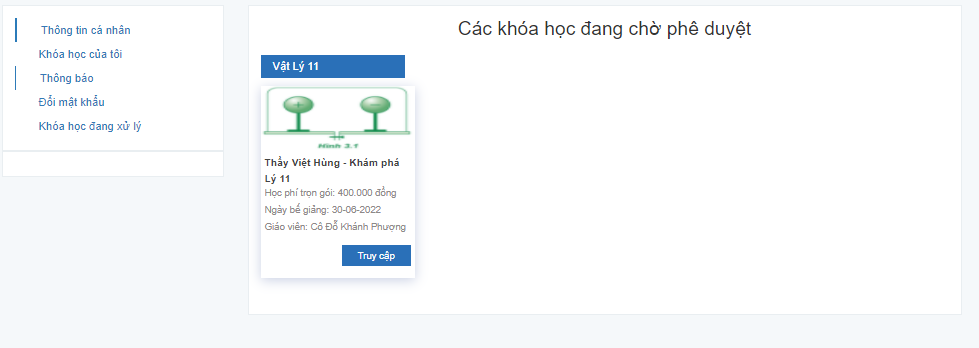 Thông tin cá nhân
Khóa học của tôi
Thông báo
Đổi mật khẩu
Khóa học đang xử lý
Các khóa học đang chờ phê duyệt
Vật Lý 11
Hình 3.1
Thầy Việt Hùng - Khám phá
Lý 11
Học phí trọn gói: 400.000 đồng
Ngày bế giảng: 30-06-2022
Giáo viên: Cô Đỗ Khánh Phượng
Truy cập